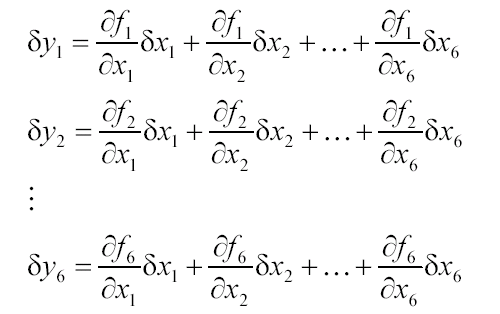 δy₁ = ∂f₁/∂x₁ δx₁ + ∂f₁/∂x₂ δx₂ + … + ∂f₁/∂x₆ δx₆
δy₂ = ∂f₂/∂x₁ δx₁ + ∂f₂/∂x₂ δx₂ + … + ∂f₂/∂x₆ δx₆
⋮
δy₆ = ∂f₆/∂x₁ δx₁ + ∂f₆/∂x₂ δx₂ + … + ∂f₆/∂x₆ δx₆